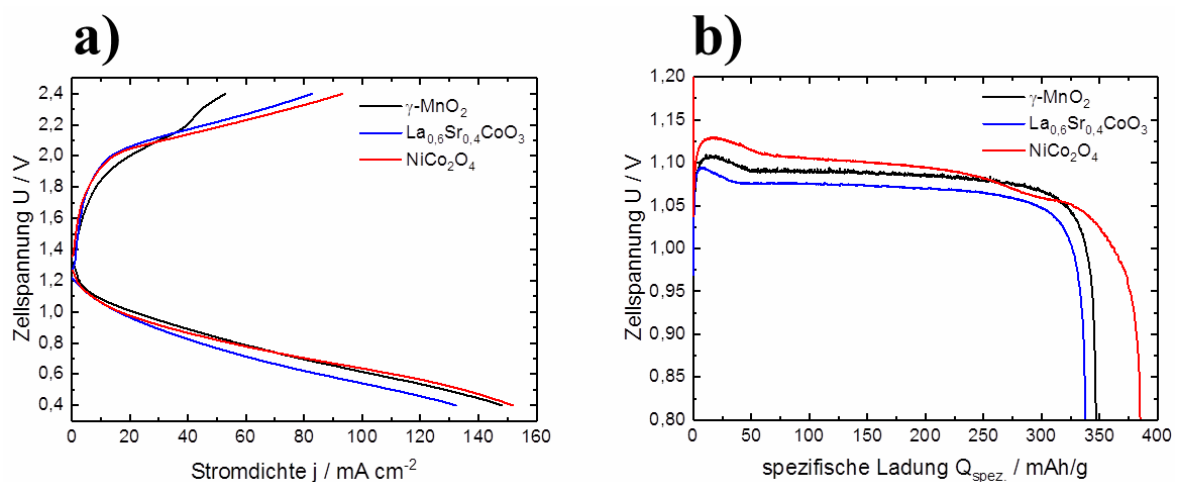 a)
2,4
2,2
2,0
1,8
1,6
1,4
1,2
1,0
0,8
0,6
0,4
Zellspannung U / V
γ-MnO₂
La₀,₆Sr₀,₄CoO₃
NiCo₂O₄
0 20 40 60 80 100 120 140 160
Stromdichte j / mA cm⁻²
b)
1,20
1,15
1,10
1,05
1,00
0,95
0,90
0,85
0,80
Zellspannung U / V
γ-MnO₂
La₀,₆Sr₀,₄CoO₃
NiCo₂O₄
0 50 100 150 200 250 300 350 400
spezifische Ladung Qspez. / mAh/g